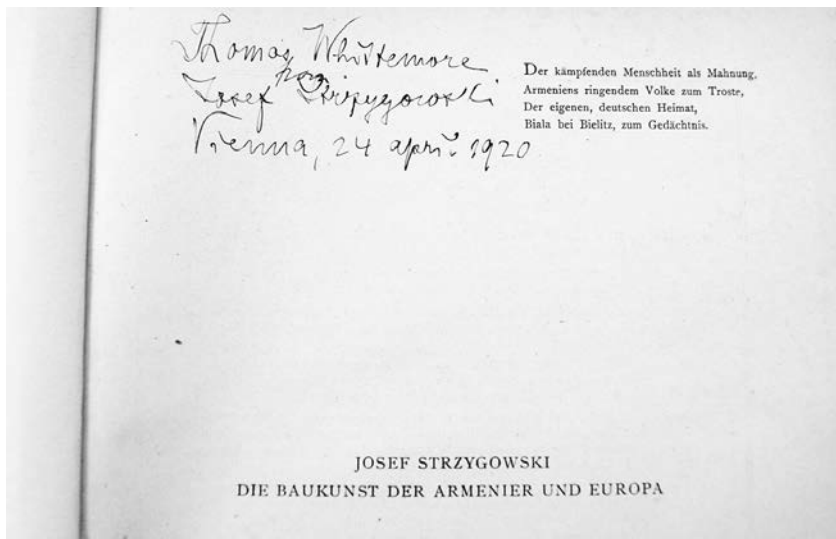 Thomas Whittemore
from
Josef Strzygowski
Vienna, 24 april 1920
Der kämpfenden Menschheit als Mahnung,
Armeniens ringendem Volke zum Troste,
Der eigenen, deutschen Heimat,
Biala bei Bielitz, zum Gedächtnis.
JOSEF STRZYGOWSKI
DIE BAUKUNST DER ARMENIER UND EUROPA